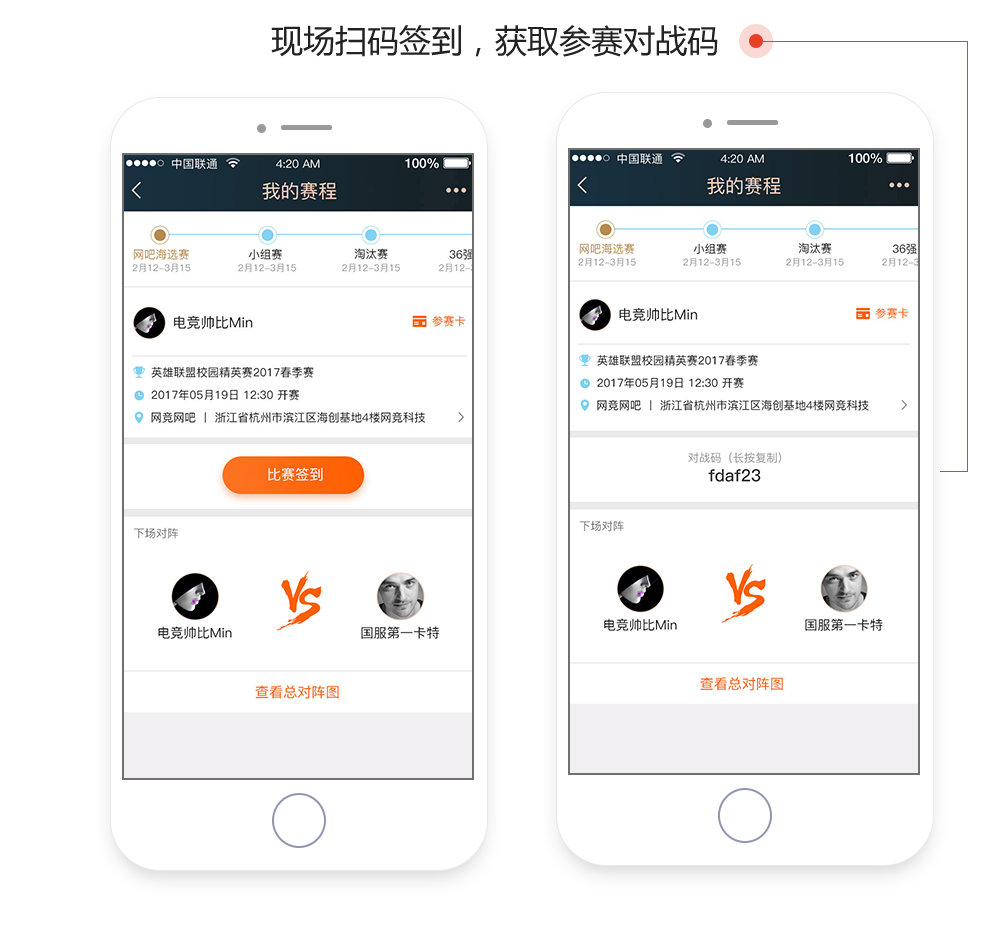 现场扫码签到，获取参赛对战码
中国联通 4:20 AM 100%
我的赛程
网吧海选赛 小组赛 淘汰赛 36强
2月12-3月15 2月12-3月15 2月12-3月15 2月12-
电竞帅比Min 参赛卡
英雄联盟校园精英赛2017春季赛
2017年05月19日 12:30 开赛
网竞网吧 | 浙江省杭州市滨江区海创基地4楼网竞科技
比赛签到
下场对阵
VS
电竞帅比Min 国服第一卡特
查看总对阵图
中国联通 4:20 AM 100%
我的赛程
网吧海选赛 小组赛 淘汰赛 36强
2月12-3月15 2月12-3月15 2月12-3月15 2月12-3
电竞帅比Min 参赛卡
英雄联盟校园精英赛2017春季赛
2017年05月19日 12:30 开赛
网竞网吧 | 浙江省杭州市滨江区海创基地4楼网竞科技
对战码（长按复制）
fdaf23
下场对阵
VS
电竞帅比Min 国服第一卡特
查看总对阵图